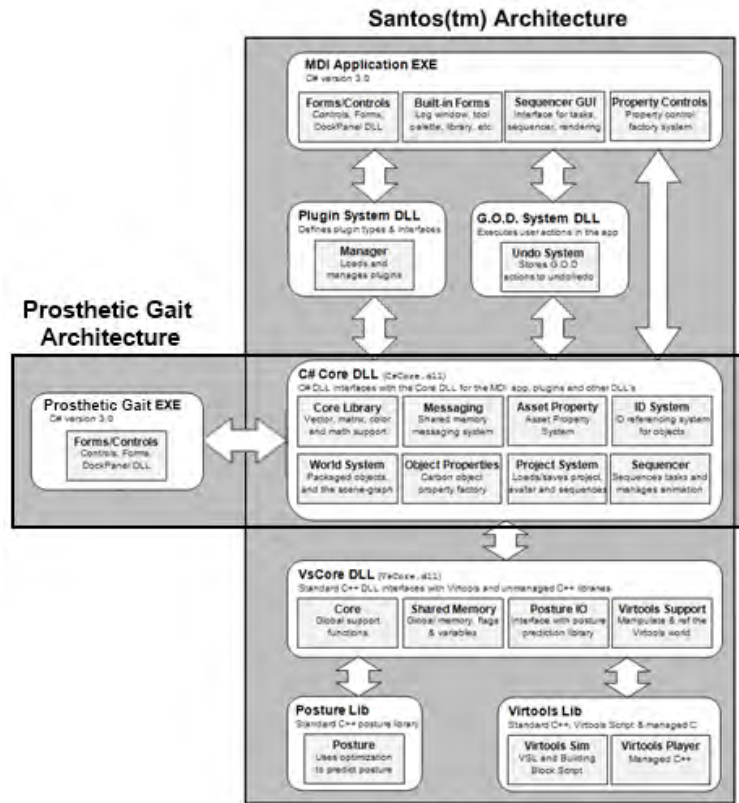 Santos(tm) Architecture
MDI Application EXE
C# version 3.0
Forms/Controls
Controls, Forms,
DockPanel DLL
Built-in Forms
Log window, tool
palette, library, etc
Sequencer GUI
Interface for tasks,
sequencer, rendering
Property Controls
Property control
factory system
Plugin System DLL
Defines plugin types & interfaces
Manager
Loads and
manages plugins
G.O.D. System DLL
Executes user actions in the app
Undo System
Stores G.O.D
actions to undo/redo
Prosthetic Gait
Architecture
Prosthetic Gait EXE
C# version 3.0
Forms/Controls
Controls, Forms,
DockPanel DLL
C# Core DLL (CsCore.dll)
C# DLL interfaces with the Core DLL for the MDI app, plugins and other DLL's
Core Library
Vector, matrix, color
and math support
Messaging
Shared memory
messaging system
Asset Property
Asset Property
System
ID System
ID referencing system
for objects
World System
Packaged objects,
and the scene-graph
Object Properties
Carbon object
property factory
Project System
Loads/saves project,
avatar and sequences
Sequencer
Sequences tasks and
manages animation
VsCore DLL (VsCore.dll)
Standard C++ DLL interfaces with Virtools and unmanaged C++ libraries
Core
Global support
functions
Shared Memory
Global memory, flags
& variables
Posture IO
Interface with posture
prediction library
Virtools Support
Manipulate & ref the
Virtools world
Posture Lib
Standard C++ posture library
Posture
Uses optimization
to predict posture
Virtools Lib
Standard C++, Virtools Script & managed C
Virtools Sim
VSL and Building
Block Script
Virtools Player
Managed C++